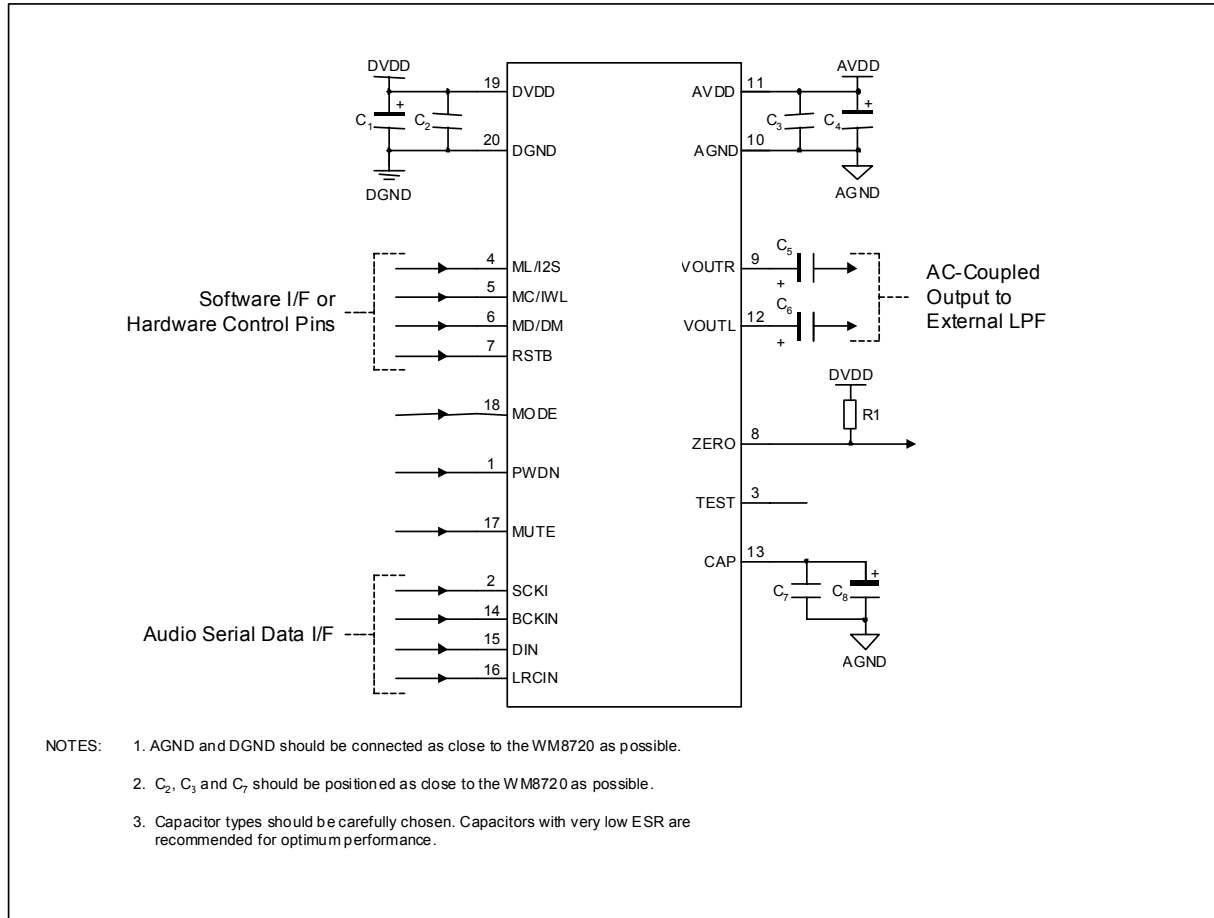 DVDD
19
DVDD
C1
+
C2
20
DGND
DGND
AVDD
11
AVDD
C3
C4
+
10
AGND
AGND
Software I/F or
Hardware Control Pins
4
ML/I2S
5
MC/IWL
6
MD/DM
7
RSTB
18
MODE
1
PWDN
17
MUTE
Audio Serial Data I/F
2
SCKI
14
BCKIN
15
DIN
16
LRCIN
VOUTR
9
C5
+
VOUTL
12
C6
+
AC-Coupled
Output to
External LPF
DVDD
R1
ZERO
8
TEST
3
CAP
13
C7
C8
+
AGND
NOTES:
1. AGND and DGND should be connected as close to the WM8720 as possible.
2. C2, C3 and C7 should be positioned as close to the WM8720 as possible.
3. Capacitor types should be carefully chosen. Capacitors with very low ESR are
recommended for optimum performance.